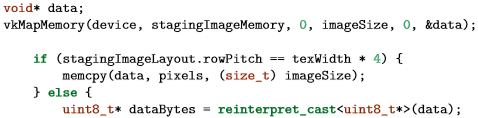 void* data;
vkMapMemory(device, stagingImageMemory, 0, imageSize, 0, &data);
if (stagingImageLayout.rowPitch == texWidth * 4) {
memcpy(data, pixels, (size_t) imageSize);
} else {
uint8_t* dataBytes = reinterpret_cast<uint8_t*>(data);